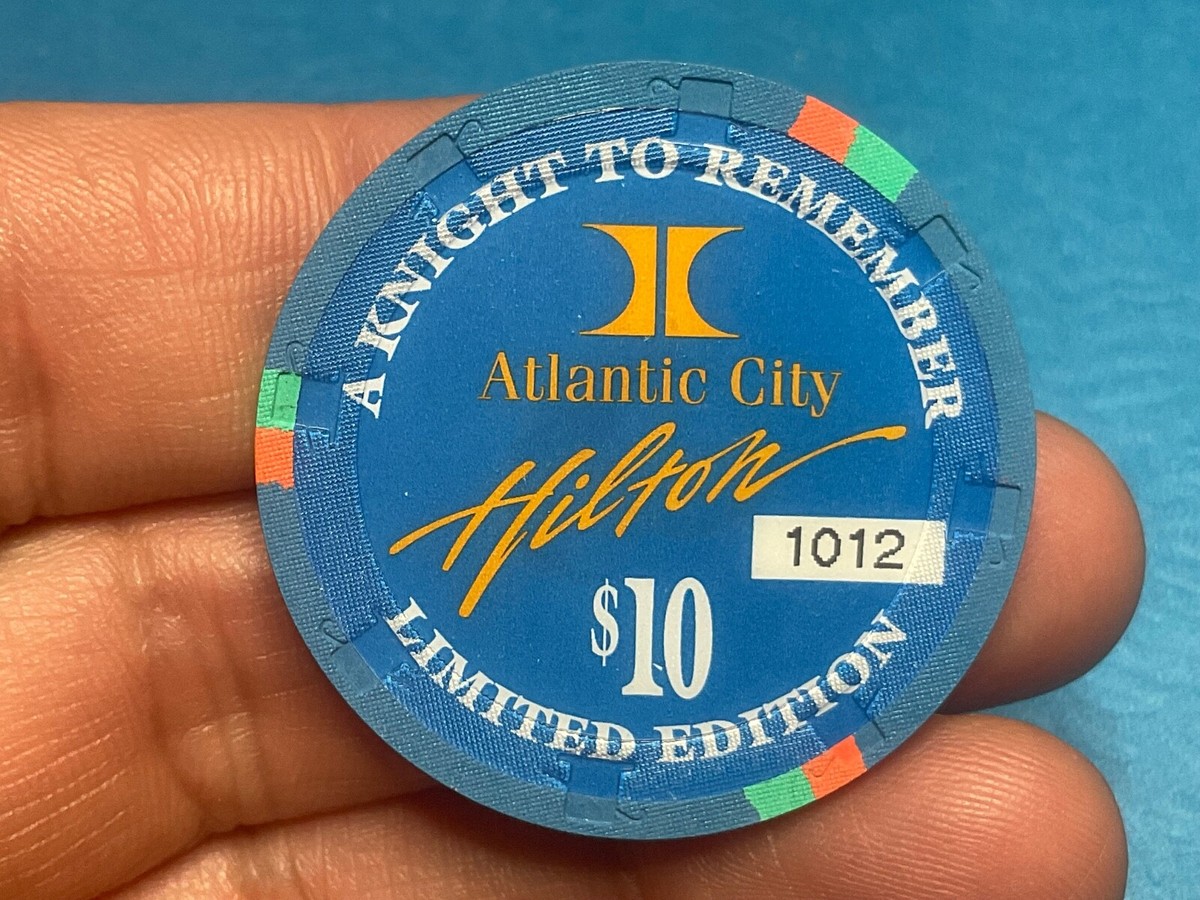 A KNIGHT TO REMEMBER
Atlantic City
Hilton
1012
$10
LIMITED EDITION